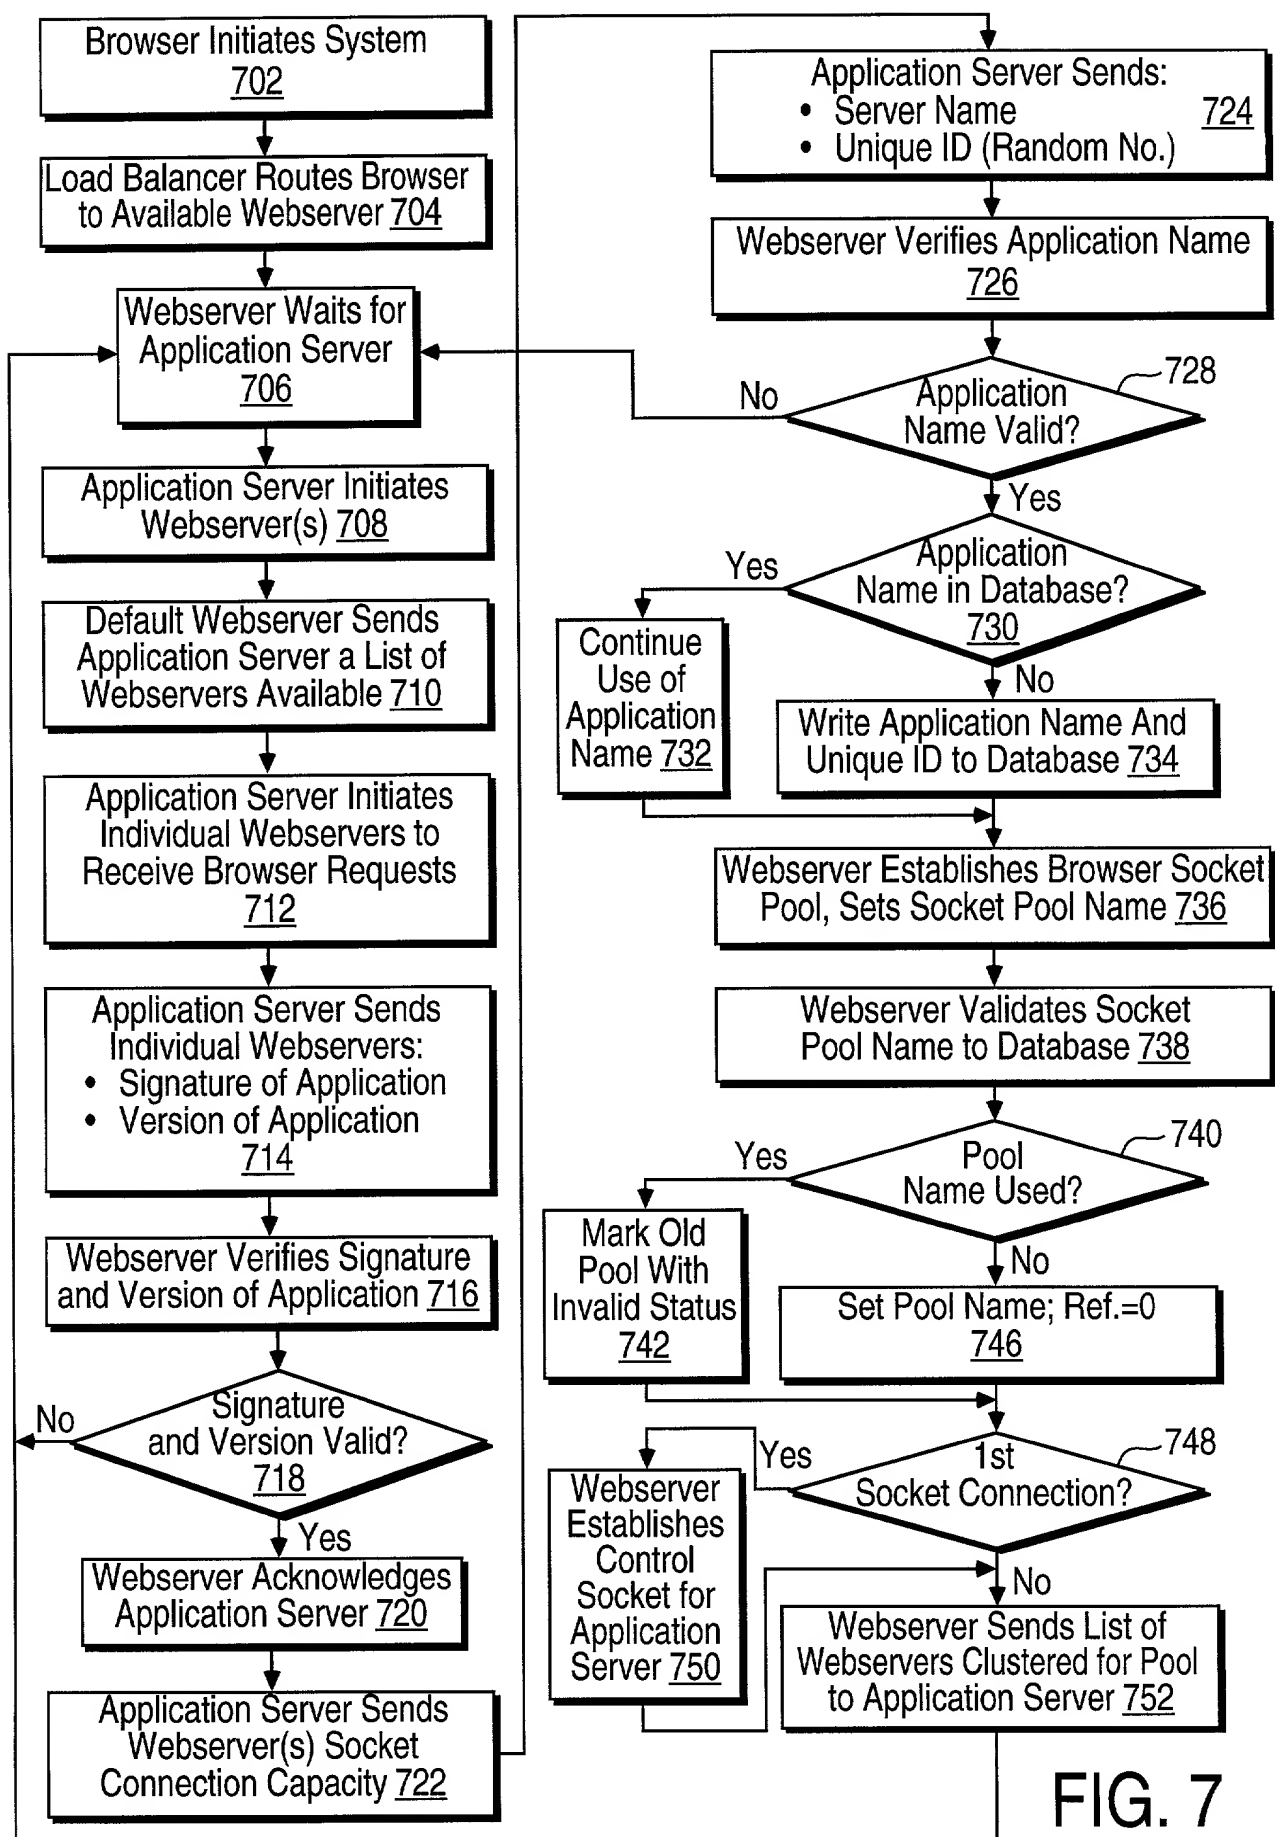 Browser Initiates System
702
Load Balancer Routes Browser
to Available Webserver 704
Webserver Waits for
Application Server
706
Application Server Initiates
Webserver(s) 708
Default Webserver Sends
Application Server a List of
Webservers Available 710
Application Server Initiates
Individual Webservers to
Receive Browser Requests
712
Application Server Sends
Individual Webservers:
• Signature of Application
• Version of Application
714
Webserver Verifies Signature
and Version of Application 716
No
Signature
and Version Valid?
718
Yes
Webserver Acknowledges
Application Server 720
Application Server Sends
Webserver(s) Socket
Connection Capacity 722
Application Server Sends:
• Server Name
724
• Unique ID (Random No.)
Webserver Verifies Application Name
726
728
No
Application
Name Valid?
Yes
Yes
Application
Name in Database?
730
No
Continue
Use of
Application
Name 732
Write Application Name And
Unique ID to Database 734
Webserver Establishes Browser Socket
Pool, Sets Socket Pool Name 736
Webserver Validates Socket
Pool Name to Database 738
740
Yes
Pool
Name Used?
No
Mark Old
Pool With
Invalid Status
742
Set Pool Name; Ref.=0
746
748
Yes
1st
Socket Connection?
No
Webserver
Establishes
Control
Socket for
Application
Server 750
Webserver Sends List of
Webservers Clustered for Pool
to Application Server 752
FIG. 7